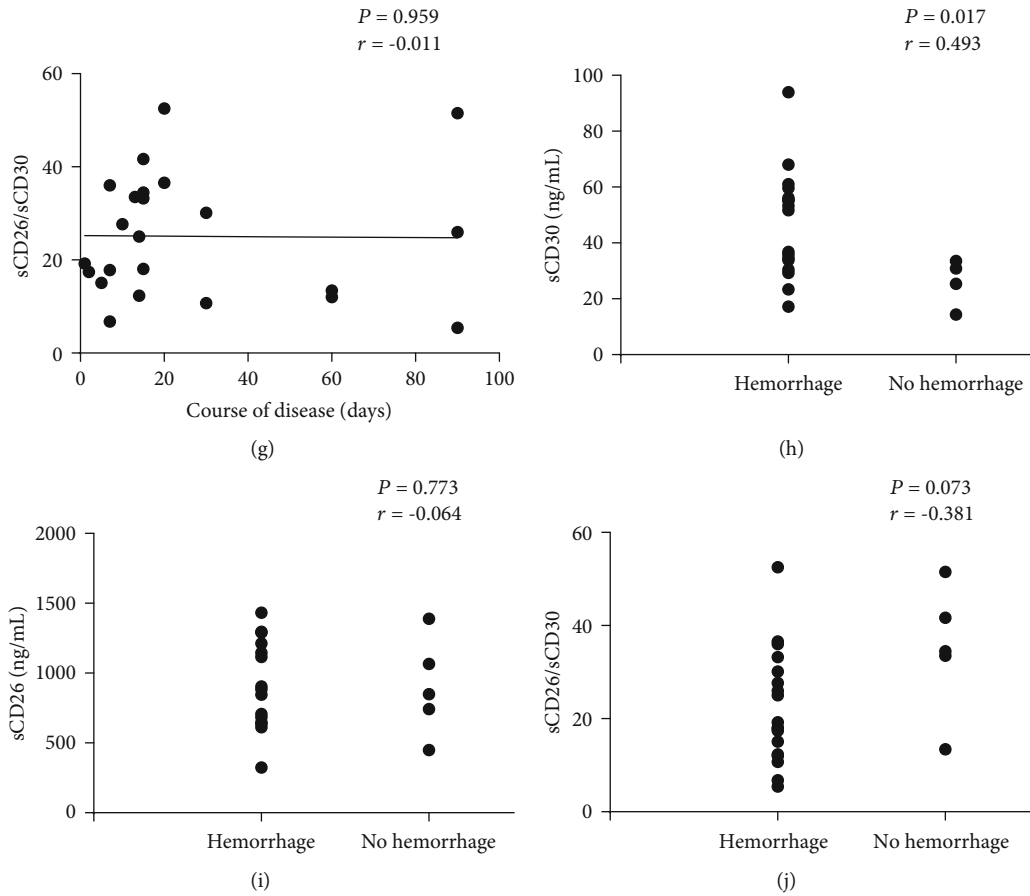 P = 0.959
r = -0.011
60
40
20
0
sCD26/sCD30
0 20 40 60 80 100
Course of disease (days)
(g)
P = 0.017
r = 0.493
100
80
60
40
20
0
sCD30 (ng/mL)
Hemorrhage No hemorrhage
(h)
P = 0.773
r = -0.064
2000
1500
1000
500
0
sCD26 (ng/mL)
Hemorrhage No hemorrhage
(i)
P = 0.073
r = -0.381
60
40
20
0
sCD26/sCD30
Hemorrhage No hemorrhage
(j)